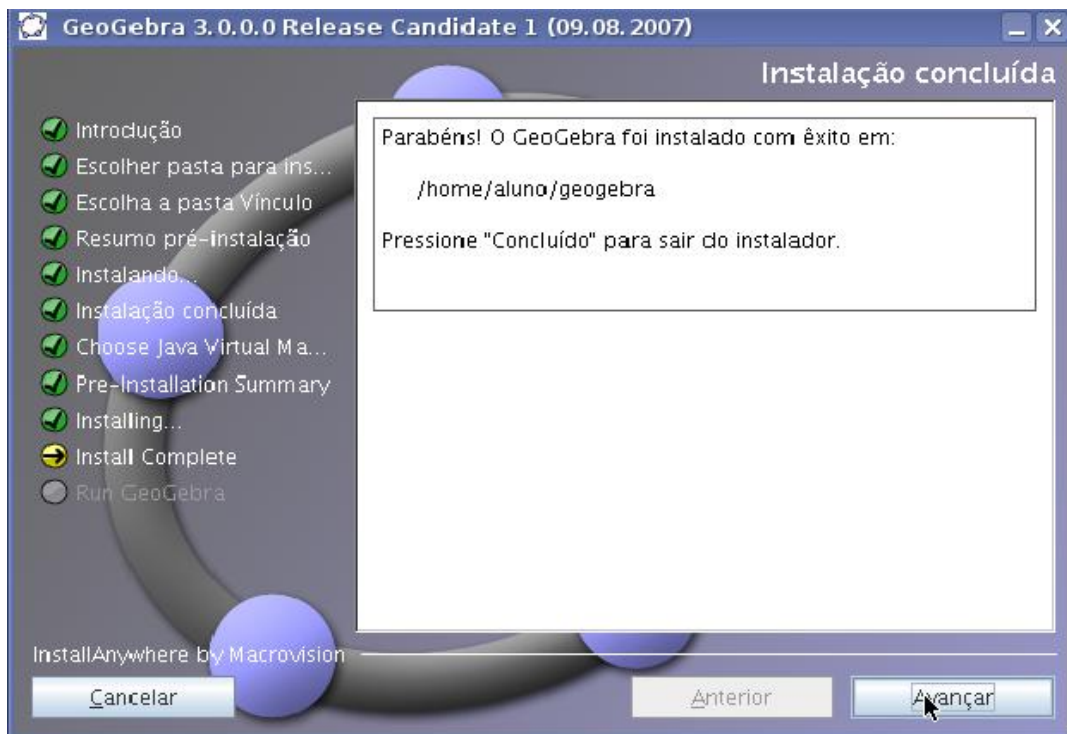 GeoGebra 3.0.0.0 Release Candidate 1 (09.08.2007)
Instalação concluída
Introdução
Escolher pasta para ins...
Escolha a pasta Vínculo
Resumo pré-instalação
Instalando...
Instalação concluída
Choose Java Virtual Ma...
Pre-Installation Summary
Installing...
Install Complete
Run GeoGebra
Parabéns! O GeoGebra foi instalado com êxito em:
/home/aluno/geogebra
Pressione "Concluído" para sair do instalador.
InstallAnywhere by Macrovision
Cancelar
Anterior
Avançar